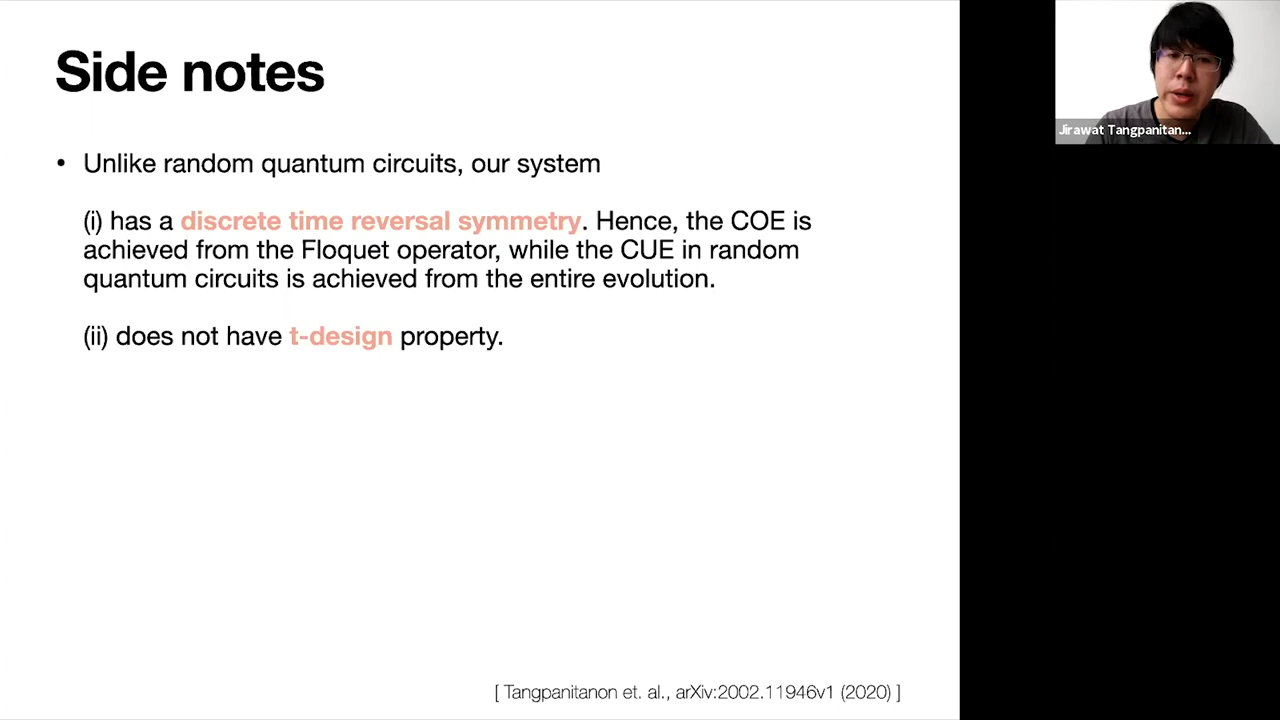 Side notes
• Unlike random quantum circuits, our system
(i) has a discrete time reversal symmetry. Hence, the COE is
achieved from the Floquet operator, while the CUE in random
quantum circuits is achieved from the entire evolution.
(ii) does not have t-design property.
[ Tangpanitanon et. al., arXiv:2002.11946v1 (2020) ]
Jirawat Tangpanitan...